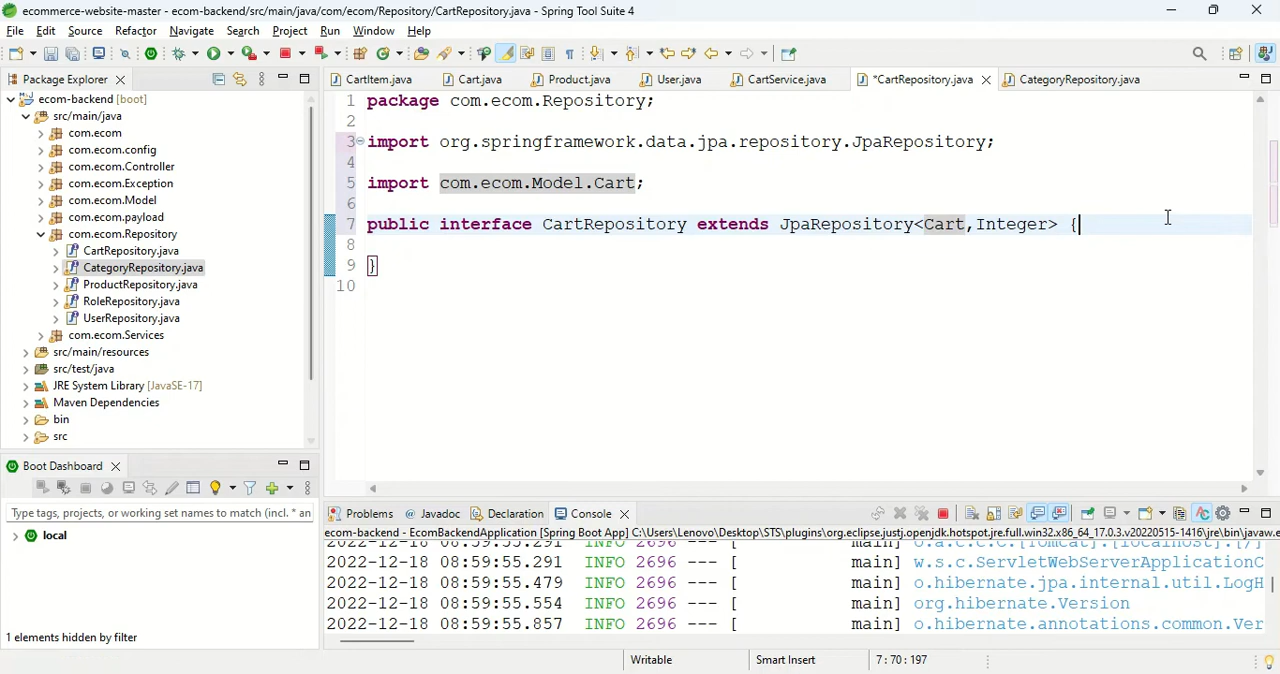 ecommerce-website-master - ecom-backend/src/main/java/com/ecom/Repository/CartRepository.java - Spring Tool Suite 4
File Edit Source Refactor Navigate Search Project Run Window Help
Package Explorer
CartItem.java Cart.java Product.java User.java CartService.java *CartRepository.java CategoryRepository.java
ecom-backend [boot]
src/main/java
com.ecom
com.ecom.config
com.ecom.Controller
com.ecom.Exception
com.ecom.Model
com.ecom.payload
com.ecom.Repository
CartRepository.java
CategoryRepository.java
ProductRepository.java
RoleRepository.java
UserRepository.java
com.ecom.Services
src/main/resources
src/test/java
JRE System Library [JavaSE-17]
Maven Dependencies
bin
src
1 package com.ecom.Repository;
2
3 import org.springframework.data.jpa.repository.JpaRepository;
4
5 import com.ecom.Model.Cart;
6
7 public interface CartRepository extends JpaRepository<Cart,Integer> {
8
9 }
10
Boot Dashboard
Type tags, projects, or working set names to match (incl. * an
local
1 elements hidden by filter
Problems Javadoc Declaration Console
ecom-backend - EcomBackendApplication [Spring Boot App] C:\Users\Lenovo\Desktop\STS\plugins\org.eclipse.justj.openjdk.hotspot.jre.full.win32.x86_64_17.0.3.v20220515-1416\jre\bin\javaw.e
2022-12-18 08:59:55.291 INFO 2696 --- [ main] o.a.c.c.C.[Tomcat].[localhost].[/]
2022-12-18 08:59:55.291 INFO 2696 --- [ main] w.s.c.ServletWebServerApplicationC
2022-12-18 08:59:55.479 INFO 2696 --- [ main] o.hibernate.jpa.internal.util.LogH
2022-12-18 08:59:55.554 INFO 2696 --- [ main] org.hibernate.Version
2022-12-18 08:59:55.857 INFO 2696 --- [ main] o.hibernate.annotations.common.Ver
Writable Smart Insert 7 : 70 : 197